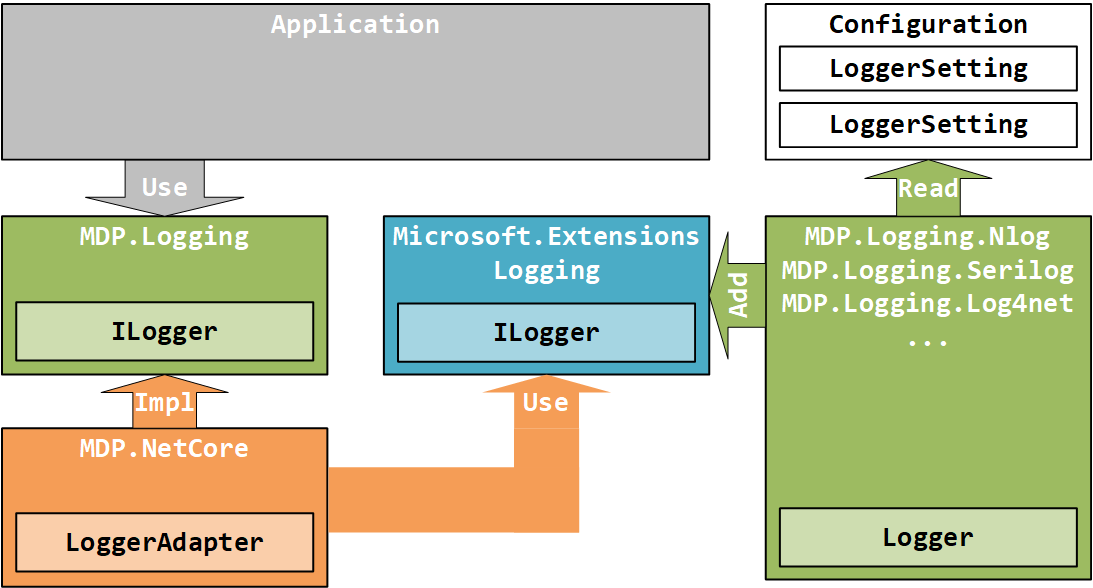 Application
Configuration
LoggerSetting
LoggerSetting
Use
Read
MDP.Logging
ILogger
Microsoft.Extensions
Logging
ILogger
Add
MDP.Logging.Nlog
MDP.Logging.Serilog
MDP.Logging.Log4net
...
Logger
Impl
Use
MDP.NetCore
LoggerAdapter